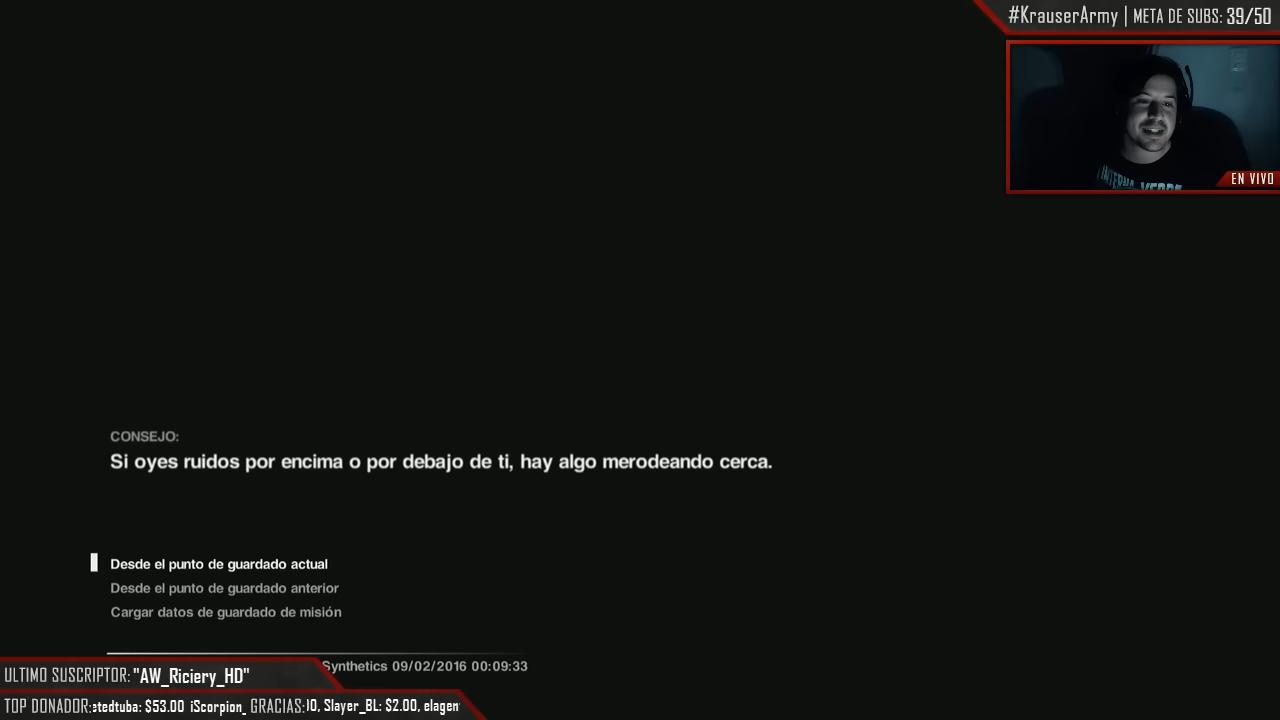 #KrauserArmy | META DE SUBS: 39/50
EN VIVO
CONSEJO:
Si oyes ruidos por encima o por debajo de ti, hay algo merodeando cerca.
Desde el punto de guardado actual
Desde el punto de guardado anterior
Cargar datos de guardado de misión
Synthetics 09/02/2016 00:09:33
ULTIMO SUSCRIPTOR: "AW_Riciery_HD"
TOP DONADOR: stedtuba: $53.00 iScorpion_ GRACIAS: 10, Slayer_BL: $2.00, elagen